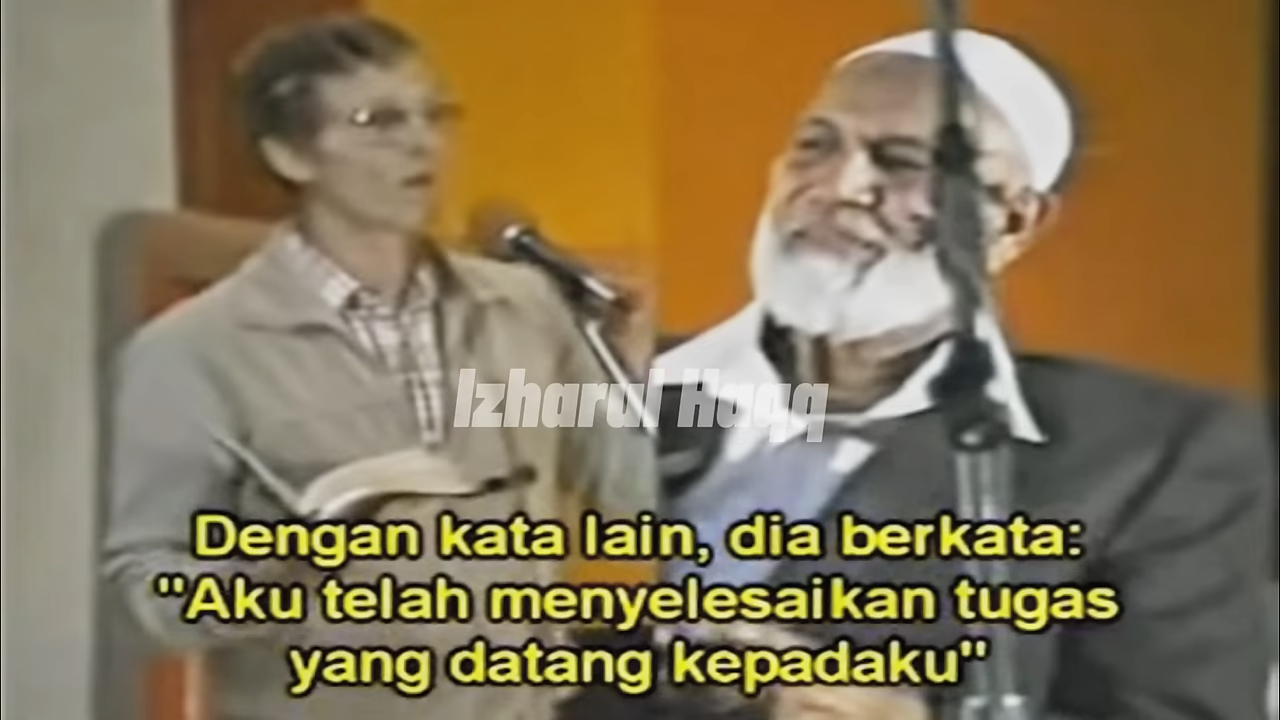 Izharul Haqq
Dengan kata lain, dia berkata:
"Aku telah menyelesaikan tugas
yang datang kepadaku"